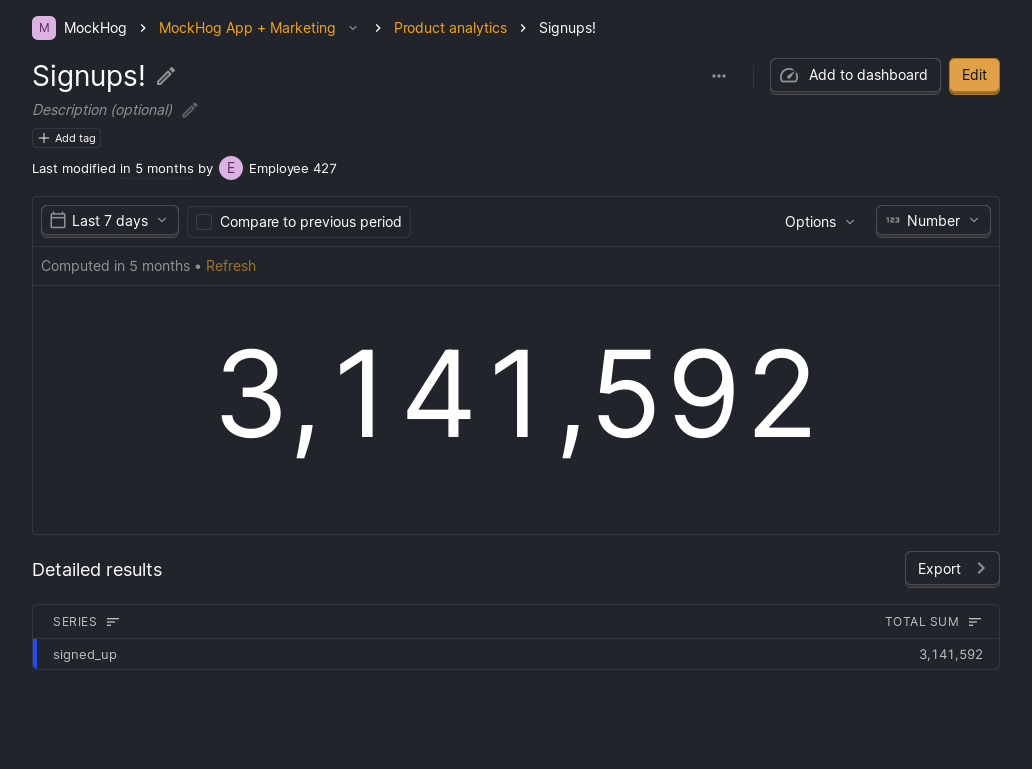 M MockHog MockHog App + Marketing Product analytics Signups!
Signups!
Add to dashboard
Edit
Description (optional)
Add tag
Last modified in 5 months by E Employee 427
Last 7 days
Compare to previous period
Options
123 Number
Computed in 5 months • Refresh
3,141,592
Detailed results
Export
SERIES
TOTAL SUM
signed_up
3,141,592